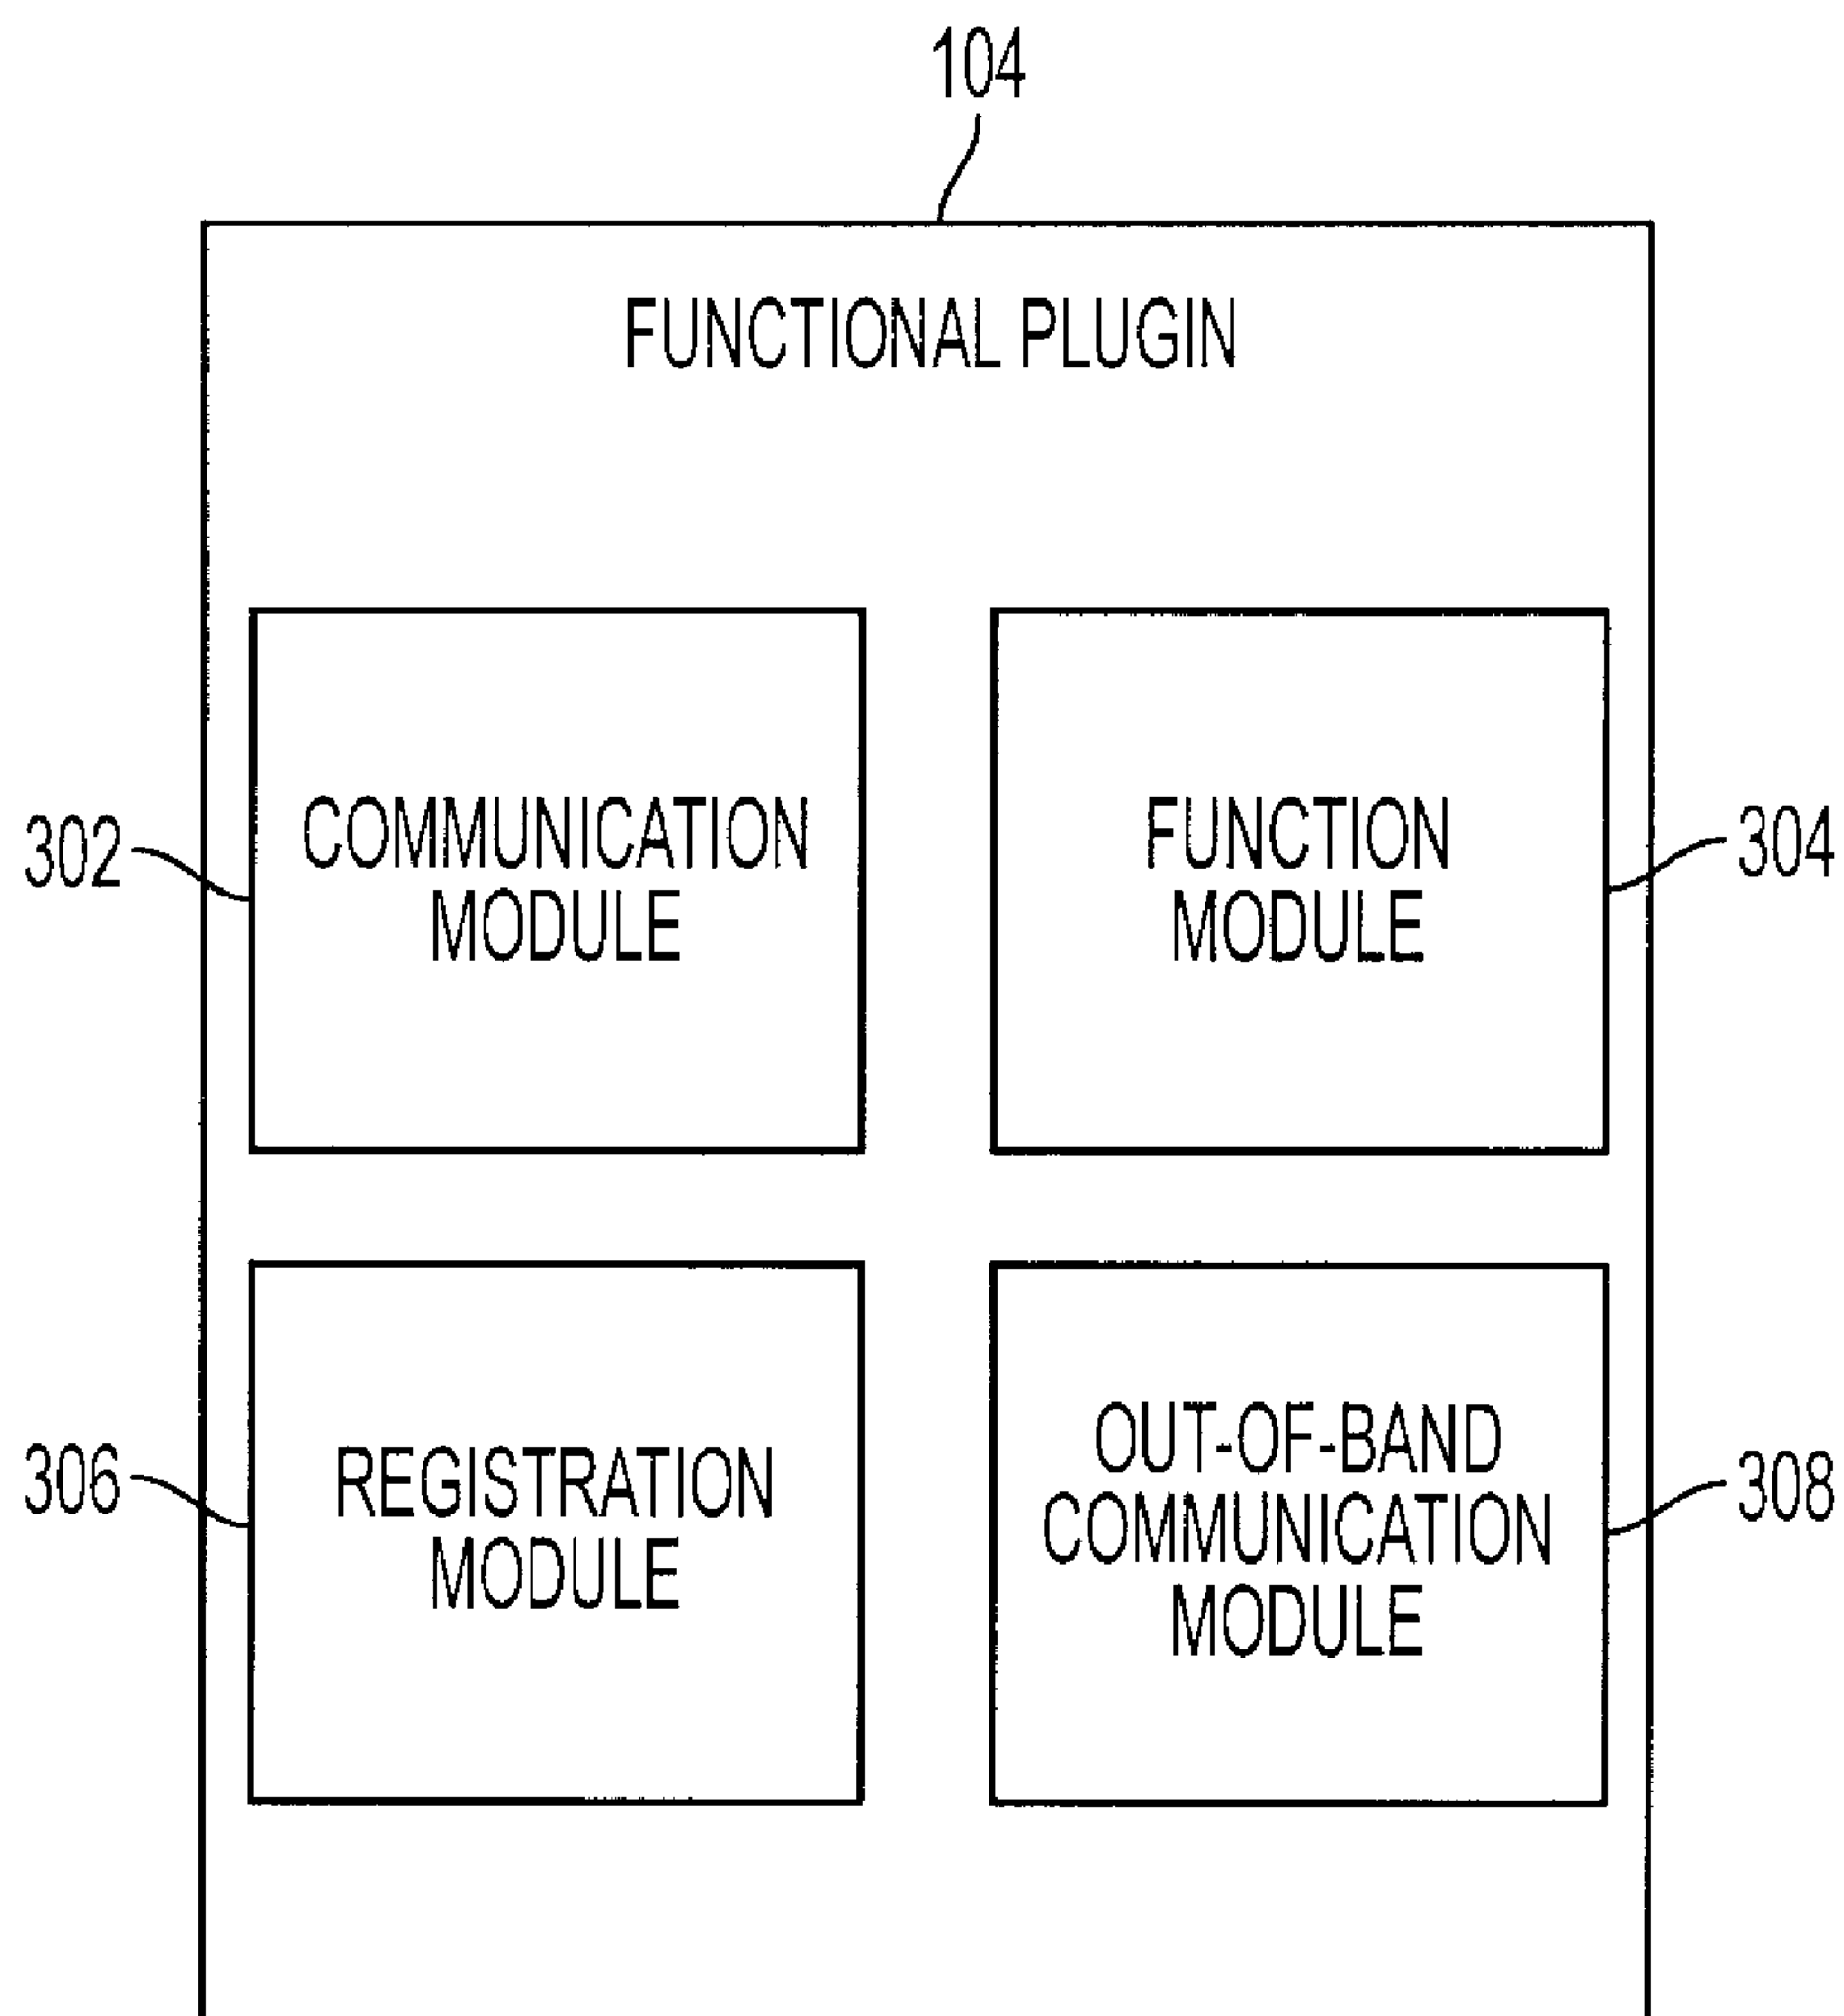 104
FUNCTIONAL PLUGIN
302
COMMUNICATION
MODULE
FUNCTION
MODULE
304
306
REGISTRATION
MODULE
OUT-OF-BAND
COMMUNICATION
MODULE
308